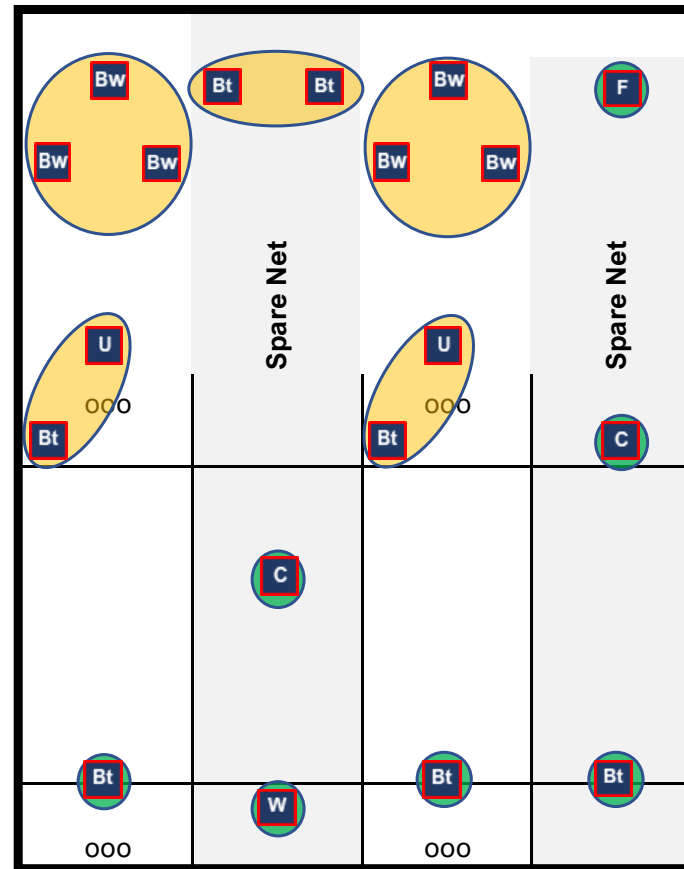 Bw Bt Bt Bw F
Bw Bw Bw Bw
Spare Net Spare Net
U U
ooo ooo
Bt Bt C
C
Bt Bt Bt
W
ooo ooo